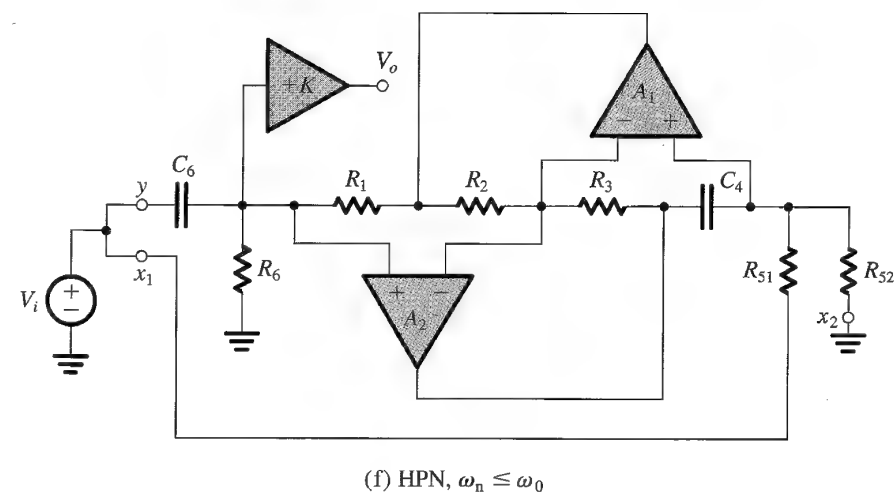 +K
V_o
A_1
− +
C_6
R_1
R_2
R_3
C_4
y
x_1
+ −
R_6
A_2
R_51
R_52
V_i
+
−
x_2
(f) HPN, ω_n ≤ ω_0